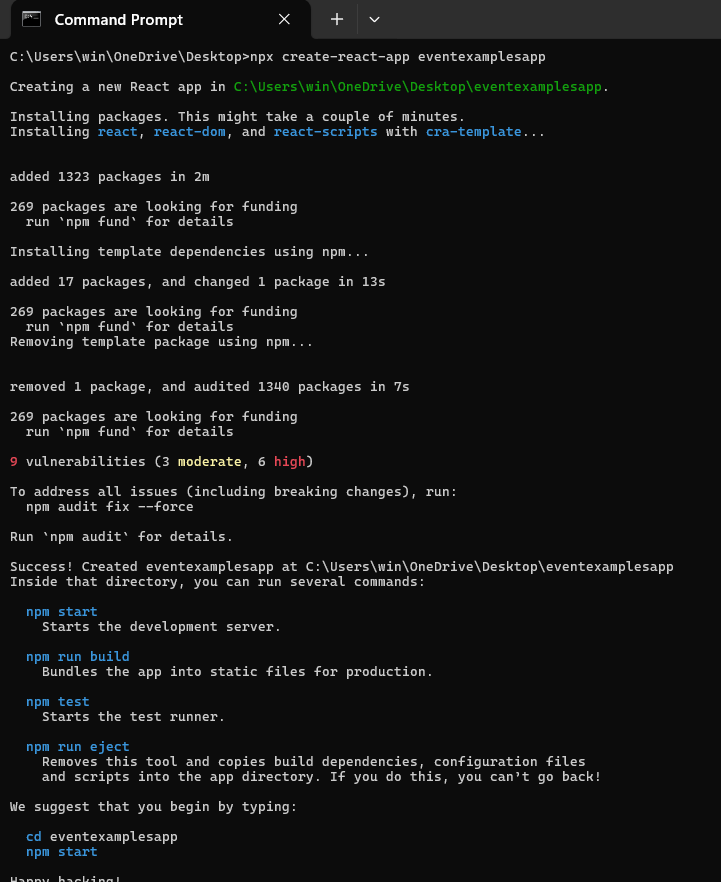 Command Prompt
C:\Users\win\OneDrive\Desktop>npx create-react-app eventexamplesapp
Creating a new React app in C:\Users\win\OneDrive\Desktop\eventexamplesapp.
Installing packages. This might take a couple of minutes.
Installing react, react-dom, and react-scripts with cra-template...
added 1323 packages in 2m
269 packages are looking for funding
  run `npm fund` for details
Installing template dependencies using npm...
added 17 packages, and changed 1 package in 13s
269 packages are looking for funding
  run `npm fund` for details
Removing template package using npm...
removed 1 package, and audited 1340 packages in 7s
269 packages are looking for funding
  run `npm fund` for details
9 vulnerabilities (3 moderate, 6 high)
To address all issues (including breaking changes), run:
  npm audit fix --force
Run `npm audit` for details.
Success! Created eventexamplesapp at C:\Users\win\OneDrive\Desktop\eventexamplesapp
Inside that directory, you can run several commands:
  npm start
    Starts the development server.
  npm run build
    Bundles the app into static files for production.
  npm test
    Starts the test runner.
  npm run eject
    Removes this tool and copies build dependencies, configuration files
    and scripts into the app directory. If you do this, you can't go back!
We suggest that you begin by typing:
  cd eventexamplesapp
  npm start
Happy hacking!